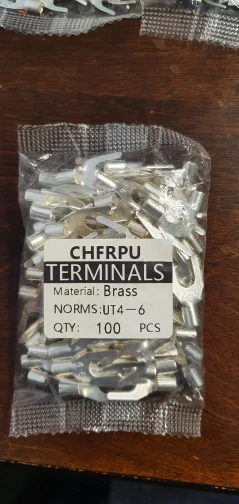 CHFRPU
TERMINALS
Material: Brass
NORMS:UT4-6
QTY: 100 PCS